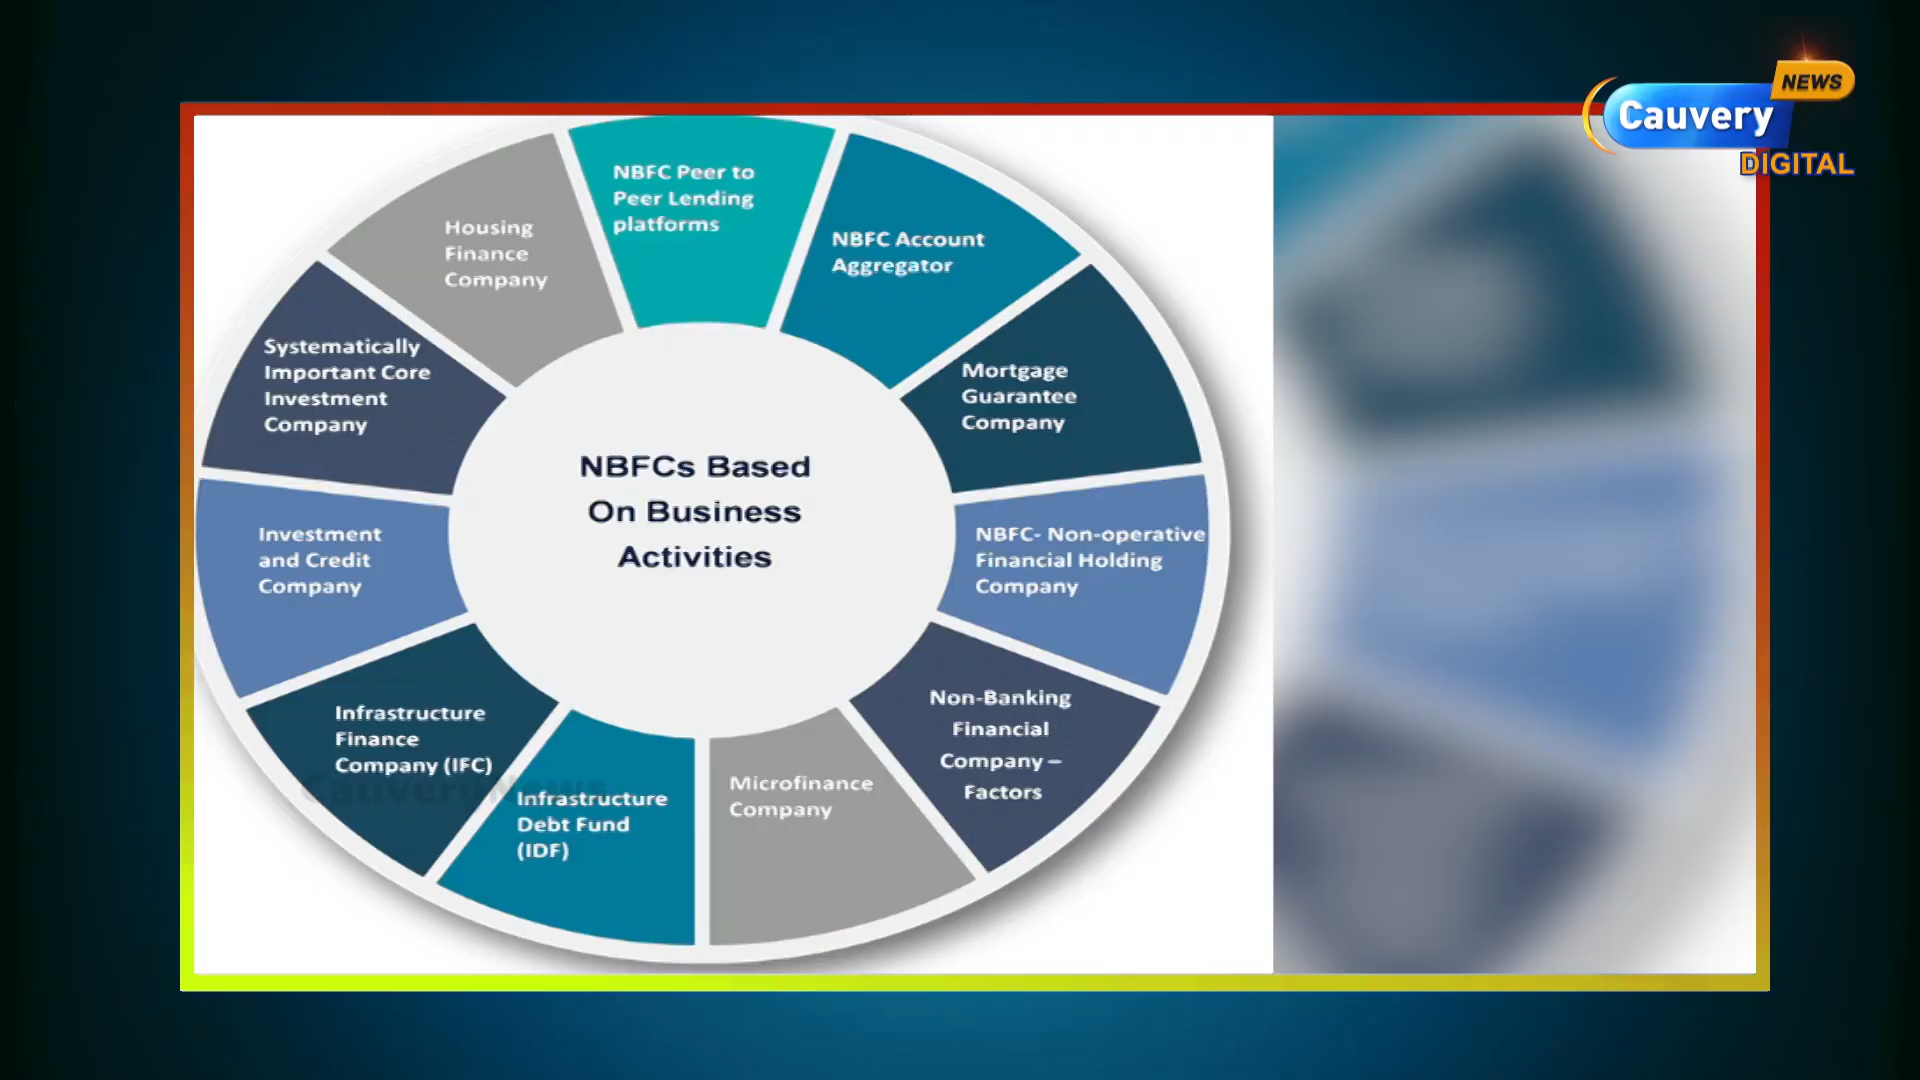 NEWS
Cauvery
DIGITAL
NBFC Peer to
Peer Lending
platforms
NBFC Account
Aggregator
Mortgage
Guarantee
Company
NBFC- Non-operative
Financial Holding
Company
Non-Banking
Financial
Company –
Factors
Microfinance
Company
Infrastructure
Debt Fund
(IDF)
Infrastructure
Finance
Company (IFC)
Investment
and Credit
Company
Systematically
Important Core
Investment
Company
Housing
Finance
Company
NBFCs Based
On Business
Activities
Cauvery News